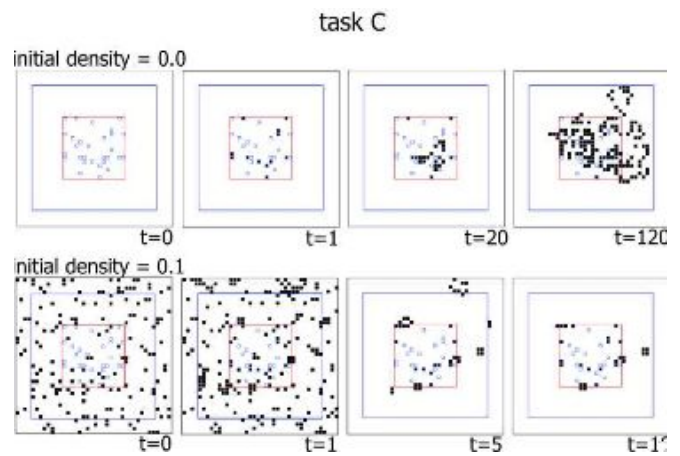 task C
initial density = 0.0
t=0 t=1 t=20 t=120
initial density = 0.1
t=0 t=1 t=5